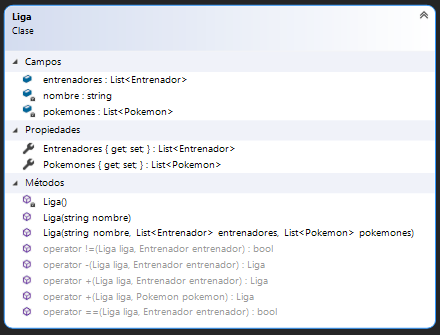 Liga
Clase
Campos
entrenadores : List<Entrenador>
nombre : string
pokemones : List<Pokemon>
Propiedades
Entrenadores { get; set; } : List<Entrenador>
Pokemones { get; set; } : List<Pokemon>
Métodos
Liga()
Liga(string nombre)
Liga(string nombre, List<Entrenador> entrenadores, List<Pokemon> pokemones)
operator !=(Liga liga, Entrenador entrenador) : bool
operator -(Liga liga, Entrenador entrenador) : Liga
operator +(Liga liga, Entrenador entrenador) : Liga
operator +(Liga liga, Pokemon pokemon) : Liga
operator ==(Liga liga, Entrenador entrenador) : bool